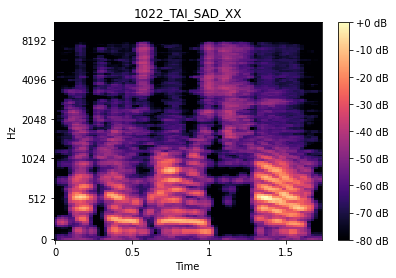 1022_TAI_SAD_XX
+0 dB
8192
-10 dB
4096
-20 dB
-30 dB
2048
-40 dB
Hz
1024
-50 dB
512
-60 dB
-70 dB
0
-80 dB
0
0.5
1
1.5
Time